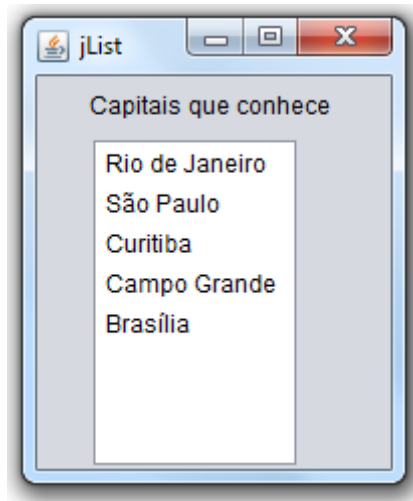 jList
Capitais que conhece
Rio de Janeiro
São Paulo
Curitiba
Campo Grande
Brasília